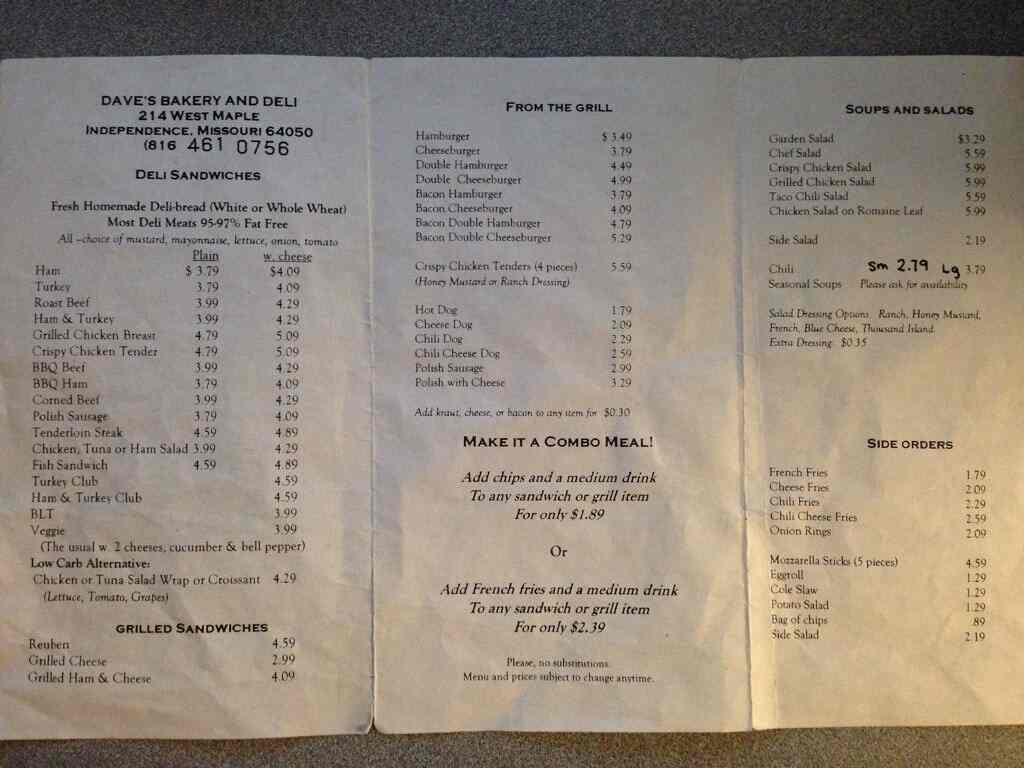 DAVE'S BAKERY AND DELI
214 WEST MAPLE
INDEPENDENCE, MISSOURI 64050
(816 461 0756
DELI SANDWICHES
Fresh Homemade Deli-bread (White or Whole Wheat)
Most Deli Meats 95-97% Fat Free
All –choice of mustard, mayonnaise, lettuce, onion, tomato
Plain w. cheese
Ham $ 3.79 $4.09
Turkey 3.79 4.09
Roast Beef 3.99 4.29
Ham & Turkey 3.99 4.29
Grilled Chicken Breast 4.79 5.09
Crispy Chicken Tender 4.79 5.09
BBQ Beef 3.99 4.29
BBQ Ham 3.79 4.09
Corned Beef 3.99 4.29
Polish Sausage 3.79 4.09
Tenderloin Steak 4.59 4.89
Chicken, Tuna or Ham Salad 3.99 4.29
Fish Sandwich 4.59 4.89
Turkey Club 4.59
Ham & Turkey Club 4.59
BLT 3.99
Veggie 3.99
(The usual w. 2 cheeses, cucumber & bell pepper)
Low Carb Alternative:
Chicken or Tuna Salad Wrap or Croissant 4.29
(Lettuce, Tomato, Grapes)
GRILLED SANDWICHES
Reuben 4.59
Grilled Cheese 2.99
Grilled Ham & Cheese 4.09
FROM THE GRILL
Hamburger $ 3.49
Cheeseburger 3.79
Double Hamburger 4.49
Double Cheeseburger 4.99
Bacon Hamburger 3.79
Bacon Cheeseburger 4.09
Bacon Double Hamburger 4.79
Bacon Double Cheeseburger 5.29
Crispy Chicken Tenders (4 pieces) 5.59
(Honey Mustard or Ranch Dressing)
Hot Dog 1.79
Cheese Dog 2.09
Chili Dog 2.29
Chili Cheese Dog 2.59
Polish Sausage 2.99
Polish with Cheese 3.29
Add kraut, cheese, or bacon to any item for $0.30
MAKE IT A COMBO MEAL!
Add chips and a medium drink
To any sandwich or grill item
For only $1.89
Or
Add French fries and a medium drink
To any sandwich or grill item
For only $2.39
Please, no substitutions.
Menu and prices subject to change anytime.
SOUPS AND SALADS
Garden Salad $3.29
Chef Salad 5.59
Crispy Chicken Salad 5.99
Grilled Chicken Salad 5.99
Taco Chili Salad 5.59
Chicken Salad on Romaine Leaf 5.99
Side Salad 2.19
Chili Sm 2.79 Lg 3.79
Seasonal Soups Please ask for availability
Salad Dressing Options: Ranch, Honey Mustard,
French, Blue Cheese, Thousand Island.
Extra Dressing: $0.35
SIDE ORDERS
French Fries 1.79
Cheese Fries 2.09
Chili Fries 2.29
Chili Cheese Fries 2.59
Onion Rings 2.09
Mozzarella Sticks (5 pieces) 4.59
Eggroll 1.29
Cole Slaw 1.29
Potato Salad 1.29
Bag of chips .89
Side Salad 2.19